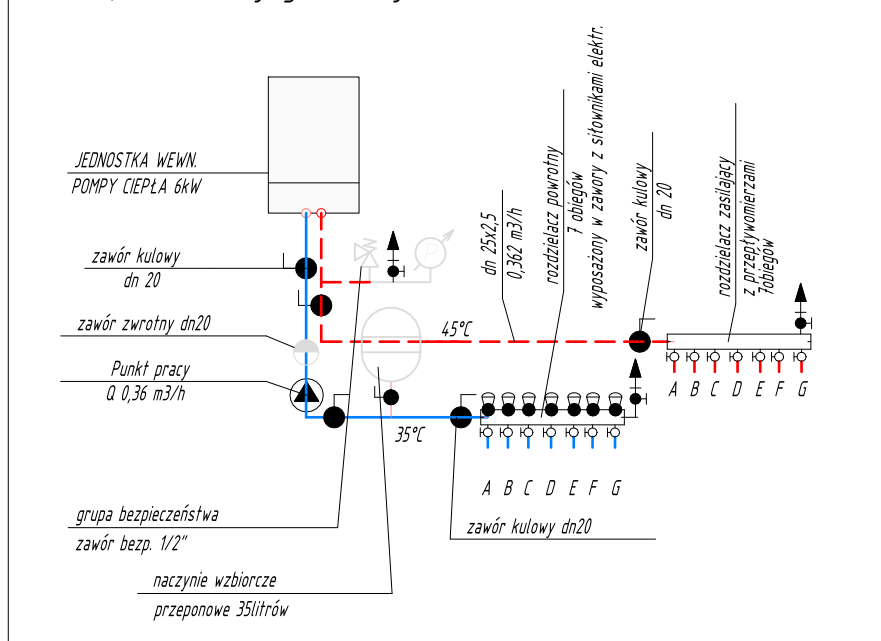 JEDNOSTKA WEWN.
POMPY CIEPŁA 6kW
zawór kulowy
dn 20
zawór zwrotny dn20
Punkt pracy
Q 0,36 m3/h
grupa bezpieczeństwa
zawór bezp. 1/2"
naczynie wzbiorcze
przeponowe 35litrów
P
45°C
35°C
dn 25x2,5
0,362 m3/h
rozdzielacz powrotny
7 obiegów
wyposażony w zawory z siłownikami elektr.
zawór kulowy
dn 20
rozdzielacz zasilający
z przepływomierzami
7obiegów
A B C D E F G
A B C D E F G
zawór kulowy dn20